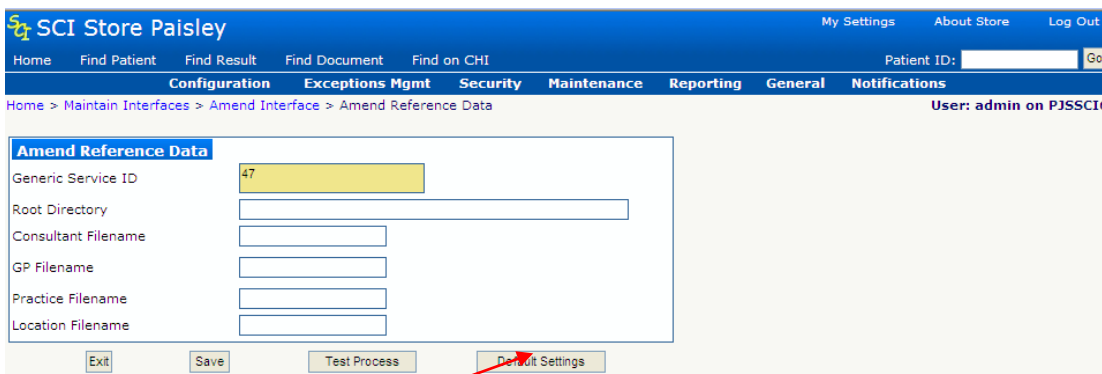 SCI SCI Store Paisley My Settings About Store Log Out
Home Find Patient Find Result Find Document Find on CHI Patient ID: Go
Configuration Exceptions Mgmt Security Maintenance Reporting General Notifications
Home > Maintain Interfaces > Amend Interface > Amend Reference Data User: admin on PJSSCI
Amend Reference Data
Generic Service ID 47
Root Directory
Consultant Filename
GP Filename
Practice Filename
Location Filename
Exit Save Test Process Default Settings